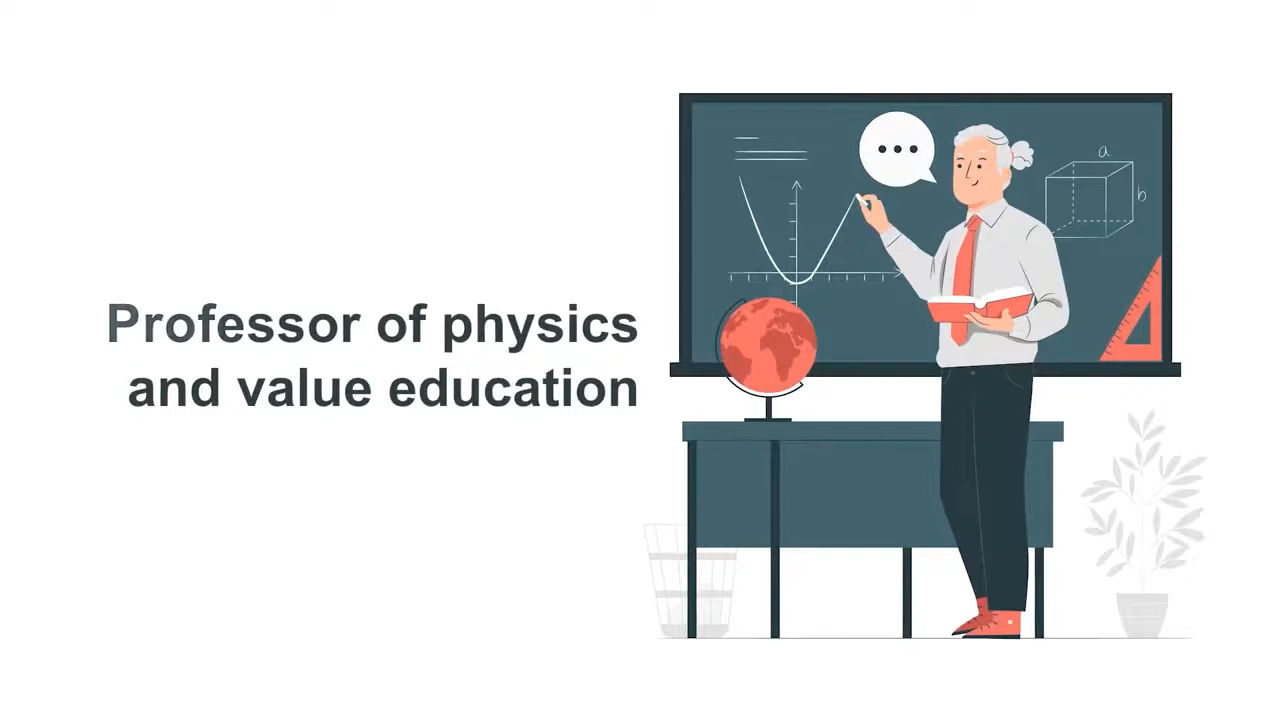 Professor of physics
and value education
a
b